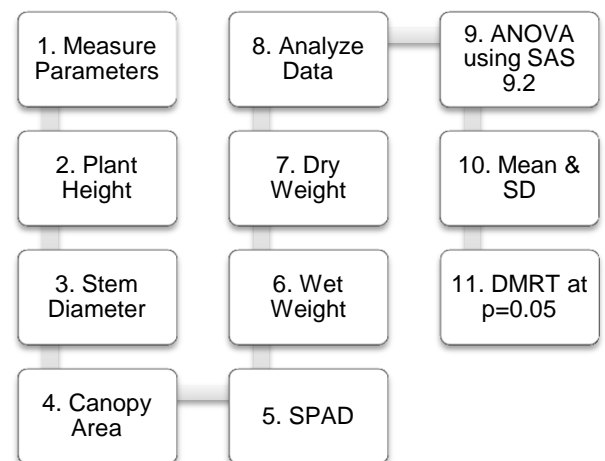 1. Measure
Parameters
2. Plant
Height
3. Stem
Diameter
4. Canopy
Area
5. SPAD
6. Wet
Weight
7. Dry
Weight
8. Analyze
Data
9. ANOVA
using SAS
9.2
10. Mean &
SD
11. DMRT at
p=0.05